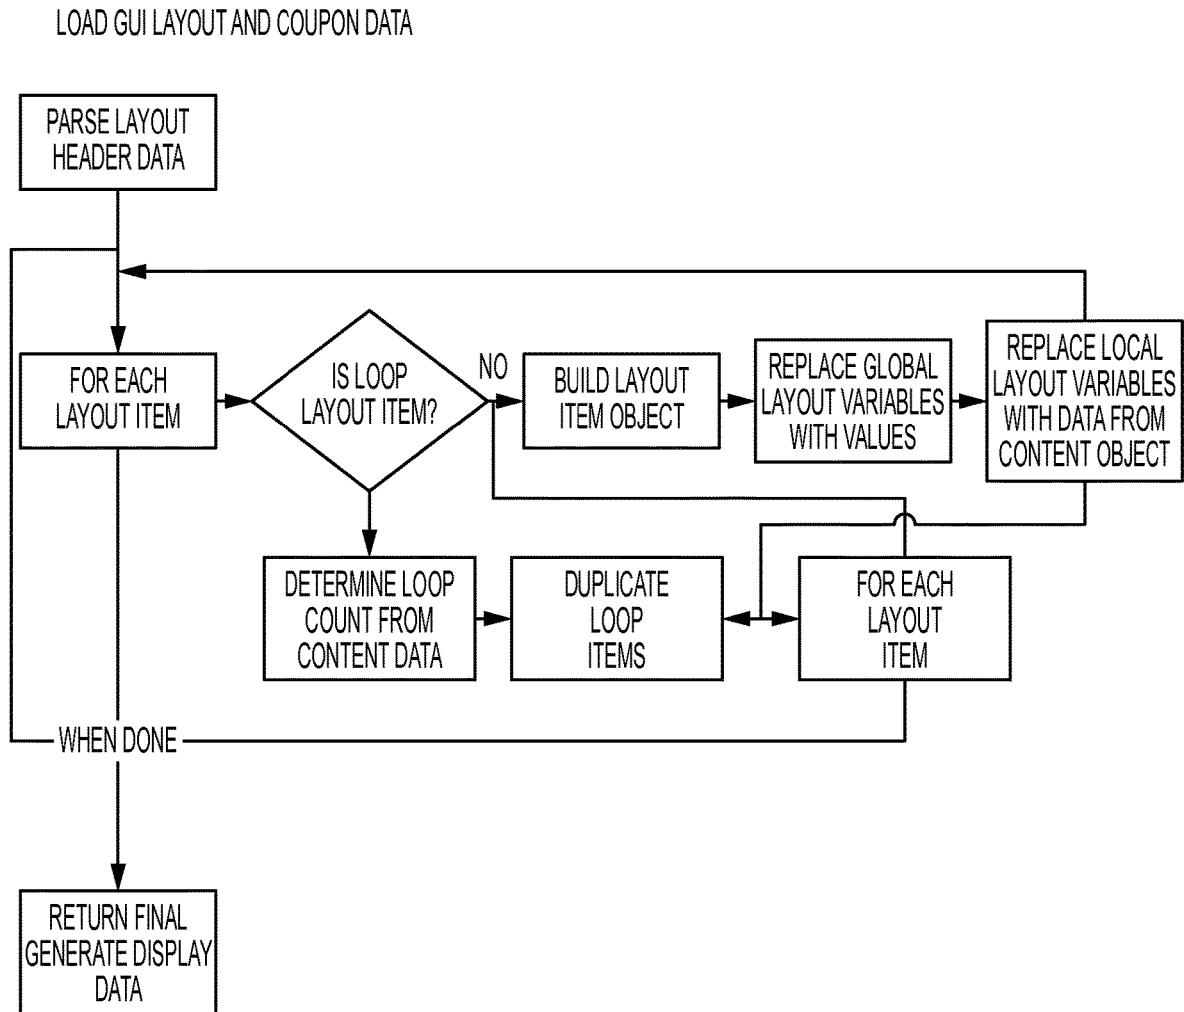 LOAD GUI LAYOUT AND COUPON DATA
PARSE LAYOUT
HEADER DATA
FOR EACH
LAYOUT ITEM
IS LOOP
LAYOUT ITEM?
NO
BUILD LAYOUT
ITEM OBJECT
REPLACE GLOBAL
LAYOUT VARIABLES
WITH VALUES
REPLACE LOCAL
LAYOUT VARIABLES
WITH DATA FROM
CONTENT OBJECT
DETERMINE LOOP
COUNT FROM
CONTENT DATA
DUPLICATE
LOOP
ITEMS
FOR EACH
LAYOUT
ITEM
WHEN DONE
RETURN FINAL
GENERATE DISPLAY
DATA